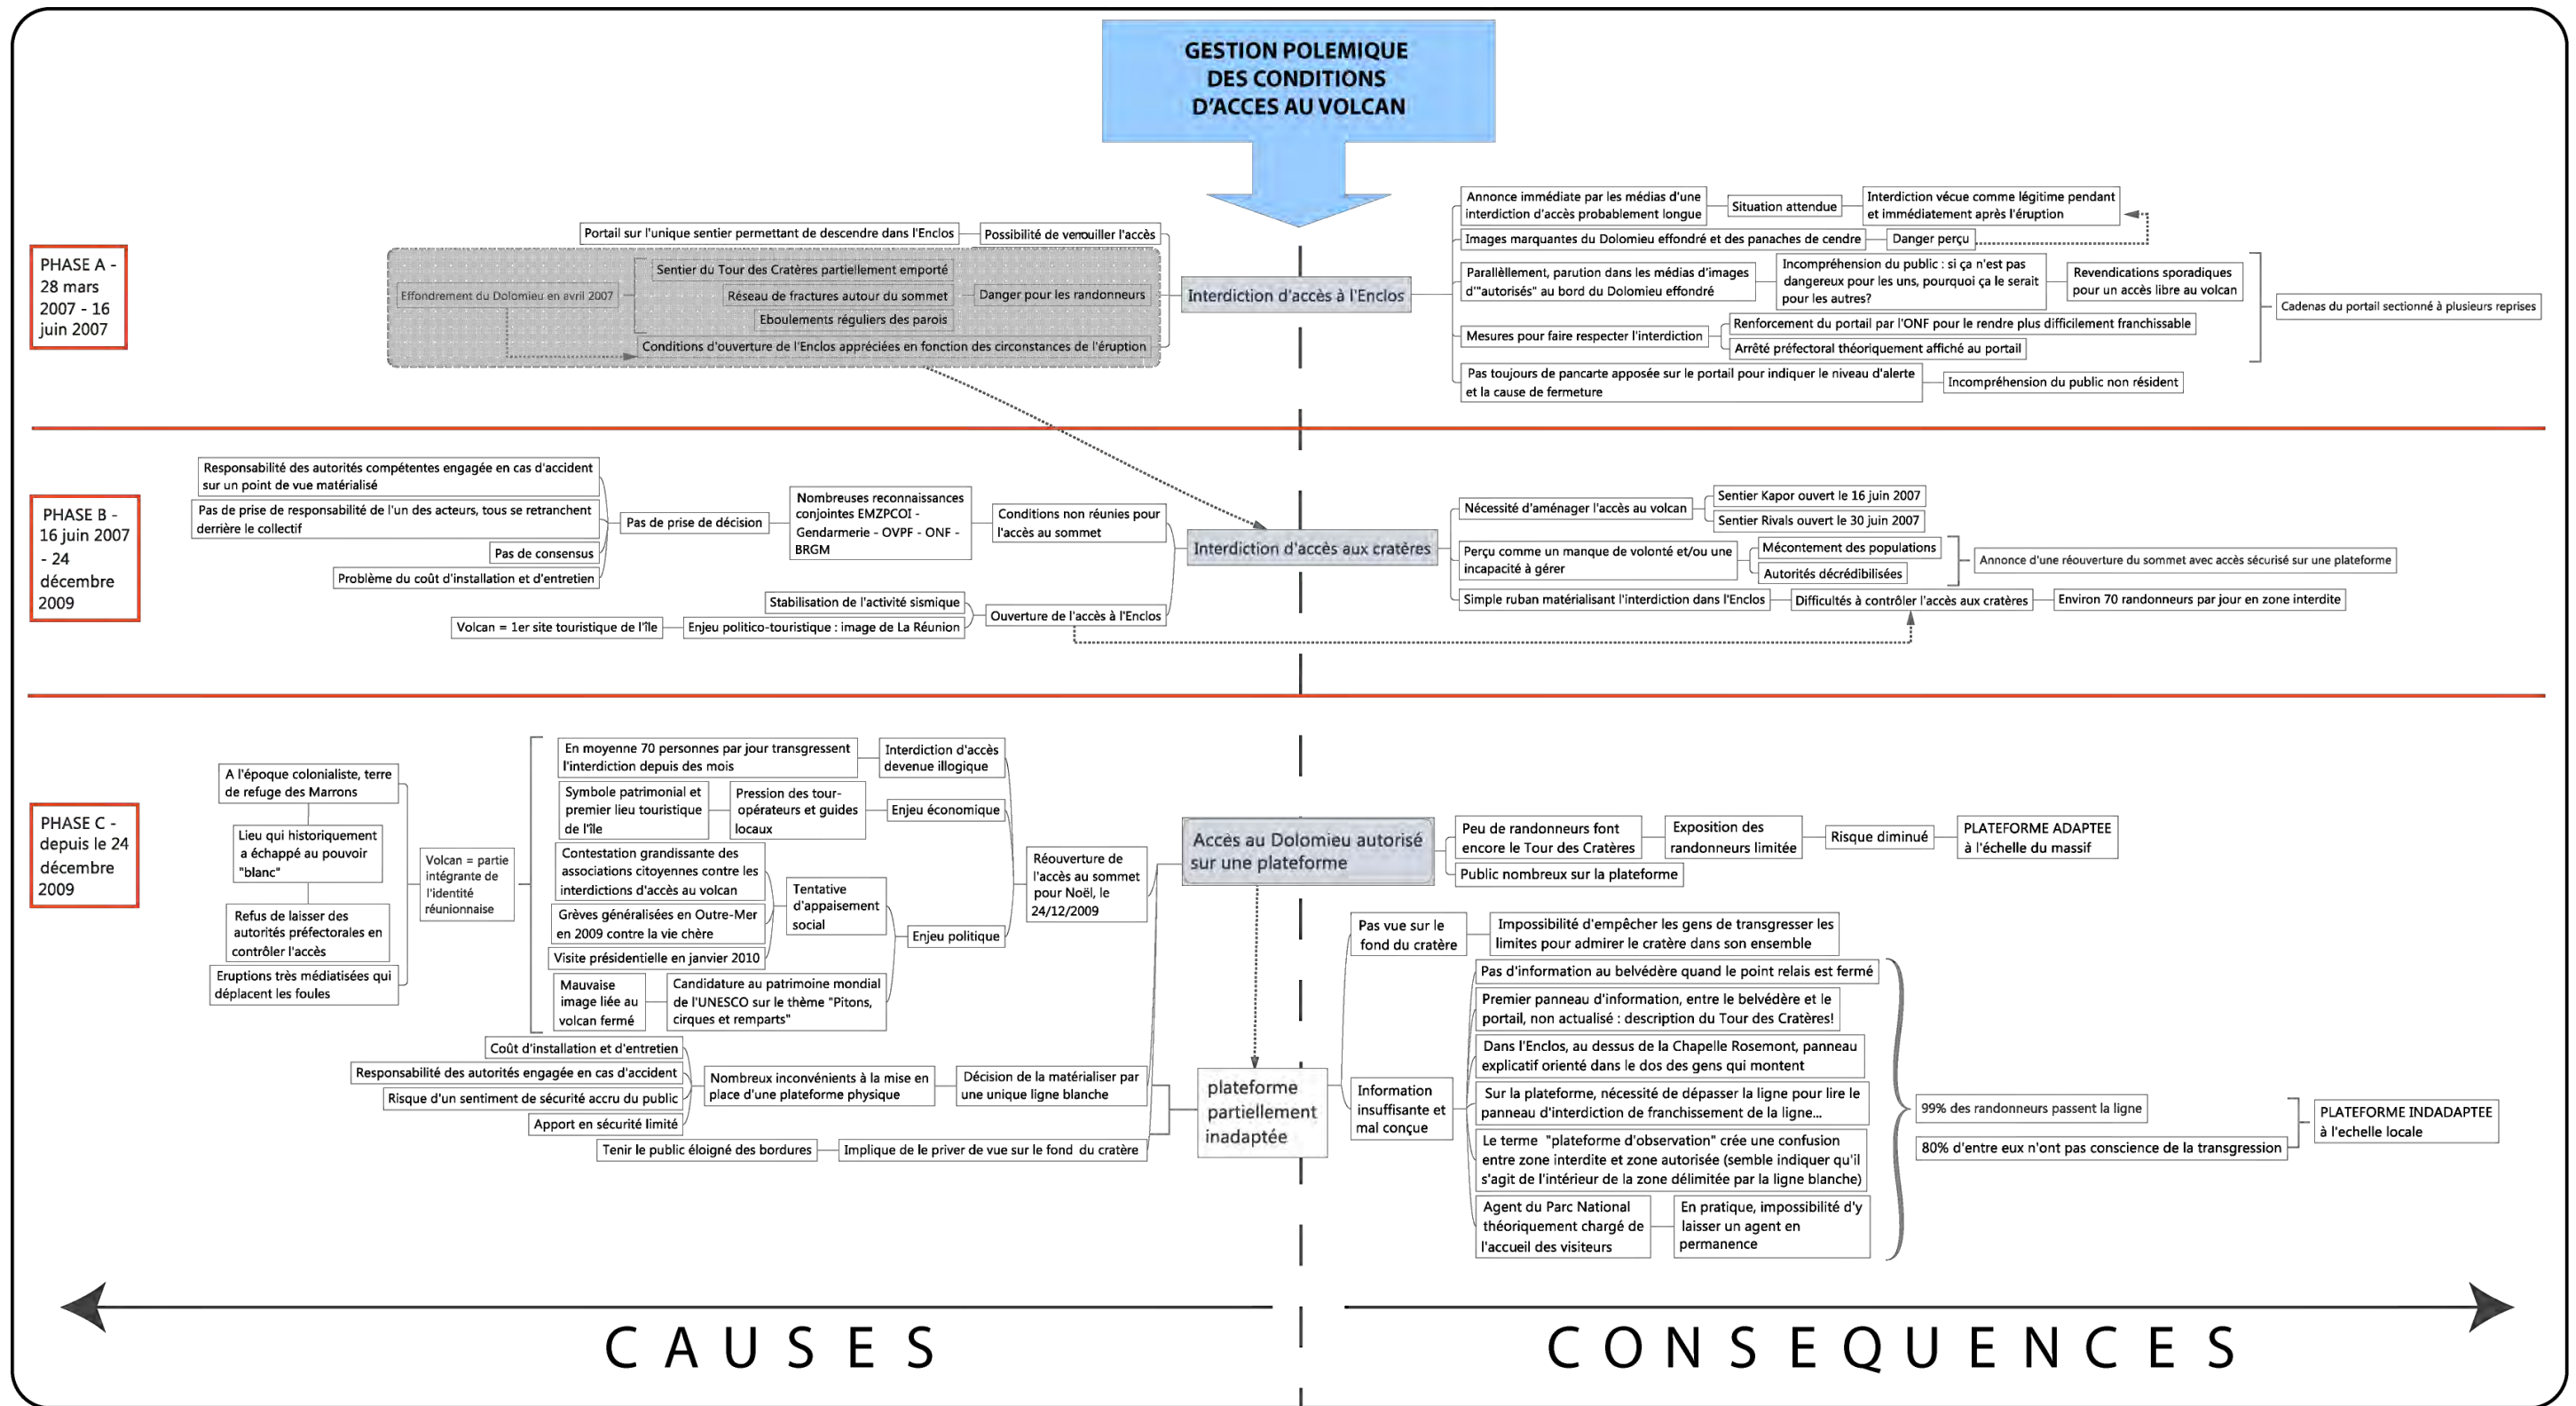 GESTION POLEMIQUE
DES CONDITIONS
D'ACCES AU VOLCAN
PHASE A -
28 mars
2007 - 16
juin 2007
Portail sur l'unique sentier permettant de descendre dans l'Enclos
Possibilité de verrouiller l'accès
Effondrement du Dolomieu en avril 2007
Sentier du Tour des Cratères partiellement emporté
Réseau de fractures autour du sommet
Eboulements réguliers des parois
Danger pour les randonneurs
Conditions d'ouverture de l'Enclos appréciées en fonction des circonstances de l'éruption
Interdiction d'accès à l'Enclos
Annonce immédiate par les médias d'une
interdiction d'accès probablement longue
Situation attendue
Interdiction vécue comme légitime pendant
et immédiatement après l'éruption
Images marquantes du Dolomieu effondré et des panaches de cendre
Danger perçu
Parallèllement, parution dans les médias d'images
d'"autorisés" au bord du Dolomieu effondré
Incompréhension du public : si ça n'est pas
dangereux pour les uns, pourquoi ça le serait
pour les autres?
Revendications sporadiques
pour un accès libre au volcan
Mesures pour faire respecter l'interdiction
Renforcement du portail par l'ONF pour le rendre plus difficilement franchissable
Arrêté préfectoral théoriquement affiché au portail
Cadenas du portail sectionné à plusieurs reprises
Pas toujours de pancarte apposée sur le portail pour indiquer le niveau d'alerte
et la cause de fermeture
Incompréhension du public non résident
PHASE B -
16 juin 2007
- 24
décembre
2009
Responsabilité des autorités compétentes engagée en cas d'accident
sur un point de vue matérialisé
Pas de prise de responsabilité de l'un des acteurs, tous se retranchent
derrière le collectif
Pas de consensus
Problème du coût d'installation et d'entretien
Pas de prise de décision
Nombreuses reconnaissances
conjointes EMZPCOI -
Gendarmerie - OVPF - ONF -
BRGM
Conditions non réunies pour
l'accès au sommet
Stabilisation de l'activité sismique
Volcan = 1er site touristique de l'île
Enjeu politico-touristique : image de La Réunion
Ouverture de l'accès à l'Enclos
Interdiction d'accès aux cratères
Nécessité d'aménager l'accès au volcan
Sentier Kapor ouvert le 16 juin 2007
Sentier Rivals ouvert le 30 juin 2007
Perçu comme un manque de volonté et/ou une
incapacité à gérer
Mécontement des populations
Autorités décrédibilisées
Annonce d'une réouverture du sommet avec accès sécurisé sur une plateforme
Simple ruban matérialisant l'interdiction dans l'Enclos
Difficultés à contrôler l'accès aux cratères
Environ 70 randonneurs par jour en zone interdite
PHASE C -
depuis le 24
décembre
2009
A l'époque colonialiste, terre
de refuge des Marrons
Lieu qui historiquement
a échappé au pouvoir
"blanc"
Refus de laisser des
autorités préfectorales en
contrôler l'accès
Eruptions très médiatisées qui
déplacent les foules
Volcan = partie
intégrante de
l'identité
réunionnaise
En moyenne 70 personnes par jour transgressent
l'interdiction depuis des mois
Interdiction d'accès
devenue illogique
Symbole patrimonial et
premier lieu touristique
de l'île
Pression des tour-
opérateurs et guides
locaux
Enjeu économique
Contestation grandissante des
associations citoyennes contre les
interdictions d'accès au volcan
Grèves généralisées en Outre-Mer
en 2009 contre la vie chère
Visite présidentielle en janvier 2010
Tentative
d'appaisement
social
Mauvaise
image liée au
volcan fermé
Candidature au patrimoine mondial
de l'UNESCO sur le thème "Pitons,
cirques et remparts"
Enjeu politique
Réouverture de
l'accès au sommet
pour Noël, le
24/12/2009
Coût d'installation et d'entretien
Responsabilité des autorités engagée en cas d'accident
Risque d'un sentiment de sécurité accru du public
Apport en sécurité limité
Nombreux inconvénients à la mise en
place d'une plateforme physique
Décision de la matérialiser par
une unique ligne blanche
Tenir le public éloigné des bordures
Implique de le priver de vue sur le fond du cratère
Accès au Dolomieu autorisé
sur une plateforme
Peu de randonneurs font
encore le Tour des Cratères
Exposition des
randonneurs limitée
Risque diminué
PLATEFORME ADAPTEE
à l'échelle du massif
Public nombreux sur la plateforme
plateforme
partiellement
inadaptée
Pas vue sur le
fond du cratère
Impossibilité d'empêcher les gens de transgresser les
limites pour admirer le cratère dans son ensemble
Information
insuffisante et
mal conçue
Pas d'information au belvédère quand le point relais est fermé
Premier panneau d'information, entre le belvédère et le
portail, non actualisé : description du Tour des Cratères!
Dans l'Enclos, au dessus de la Chapelle Rosemont, panneau
explicatif orienté dans le dos des gens qui montent
Sur la plateforme, nécessité de dépasser la ligne pour lire le
panneau d'interdiction de franchissement de la ligne...
Le terme "plateforme d'observation" crée une confusion
entre zone interdite et zone autorisée (semble indiquer qu'il
s'agit de l'intérieur de la zone délimitée par la ligne blanche)
Agent du Parc National
théoriquement chargé de
l'accueil des visiteurs
En pratique, impossibilité d'y
laisser un agent en
permanence
99% des randonneurs passent la ligne
80% d'entre eux n'ont pas conscience de la transgression
PLATEFORME INDADAPTEE
à l'echelle locale
CAUSES
CONSEQUENCES